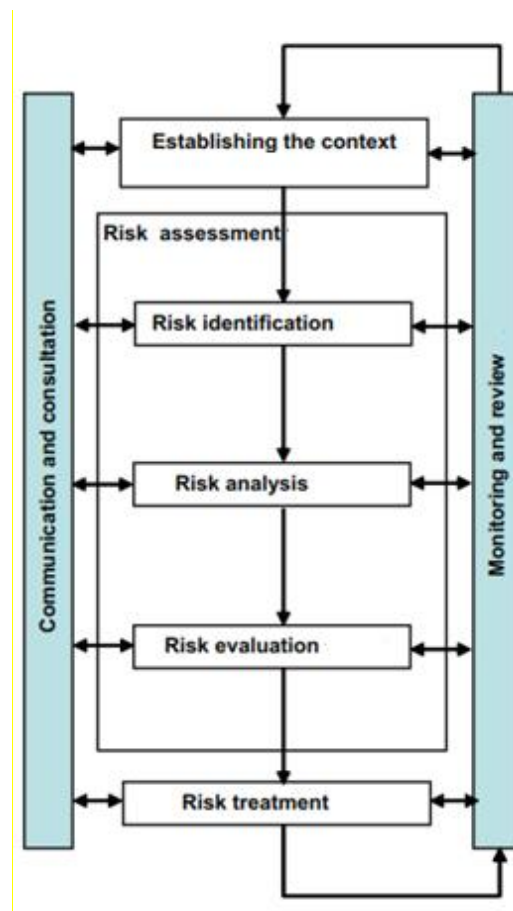 Establishing the context
Risk assessment
Risk identification
Risk analysis
Risk evaluation
Risk treatment
Communication and consultation
Monitoring and review